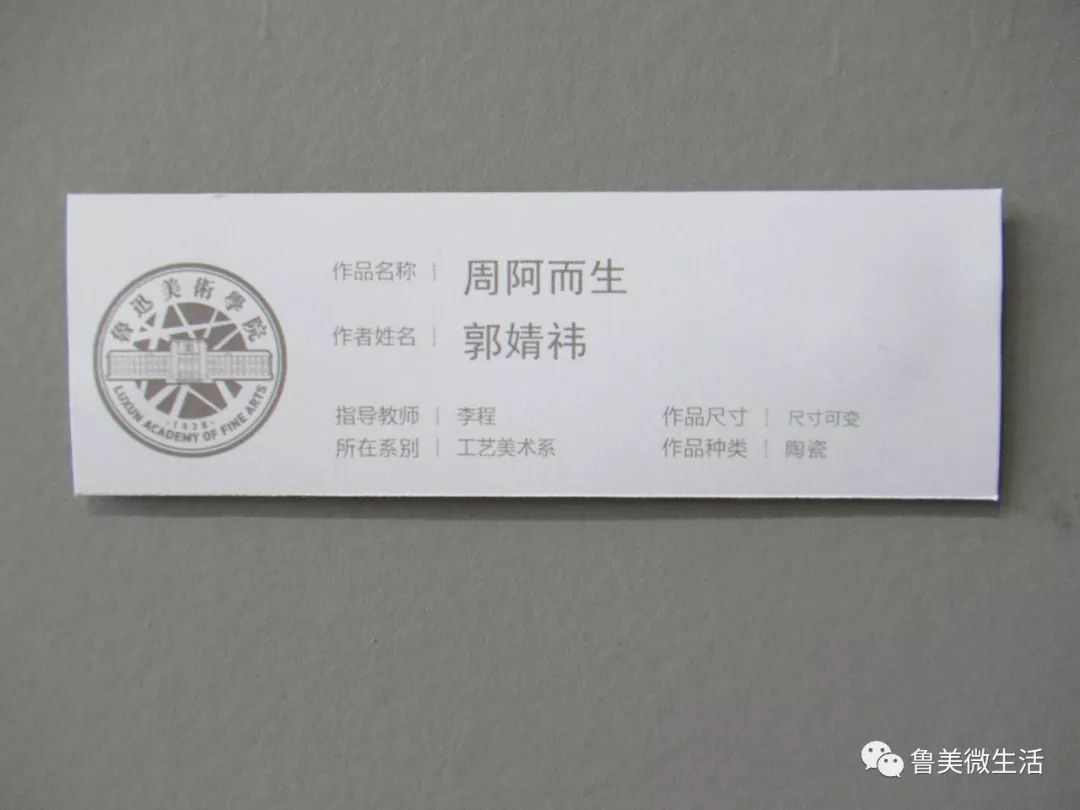 魯迅美術學院
LUXUN ACADEMY OF FINE ARTS
·1938·
作品名称 | 周阿而生
作者姓名 | 郭婧祎
指导教师 | 李程
作品尺寸 | 尺寸可变
所在系别 | 工艺美术系
作品种类 | 陶瓷
鲁美微生活